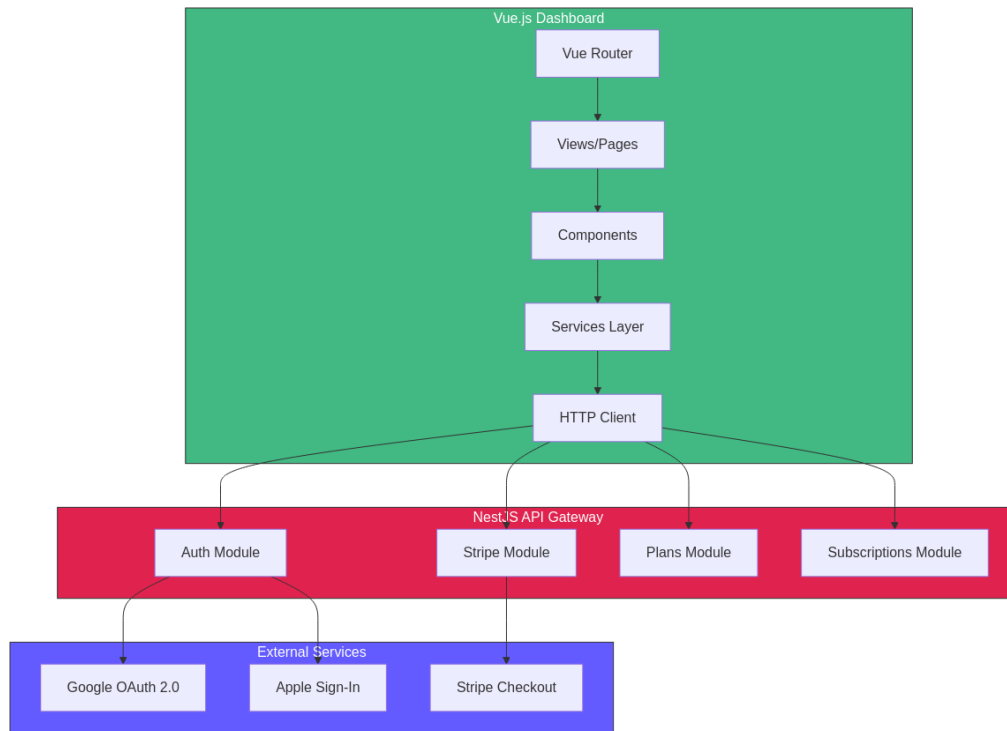 Vue.js Dashboard
Vue Router
Views/Pages
Components
Services Layer
HTTP Client
NestJS API Gateway
Auth Module
Stripe Module
Plans Module
Subscriptions Module
External Services
Google OAuth 2.0
Apple Sign-In
Stripe Checkout